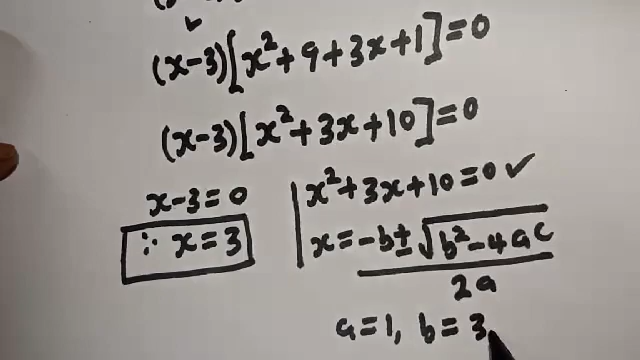 (x-3)[x²+9+3x+1]=0
(x-3)[x²+3x+10]=0
x-3=0
∵ x=3
x²+3x+10=0 ✓
x=-b±√b²-4ac
2a
a=1, b=3